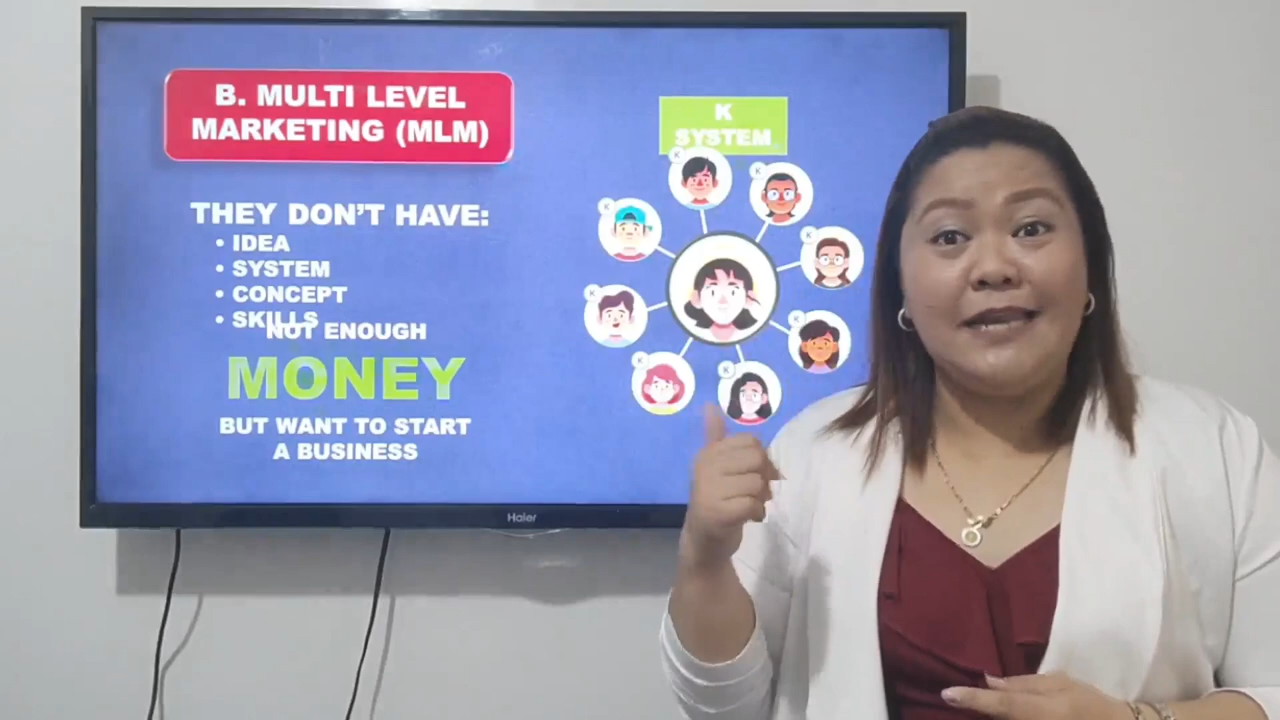 B. MULTI LEVEL
MARKETING (MLM)
THEY DON'T HAVE:
• IDEA
• SYSTEM
• CONCEPT
• SKILLS
NOT ENOUGH
MONEY
BUT WANT TO START
A BUSINESS
K
SYSTEM
K
K
K
K
K
K
K
K
Haier